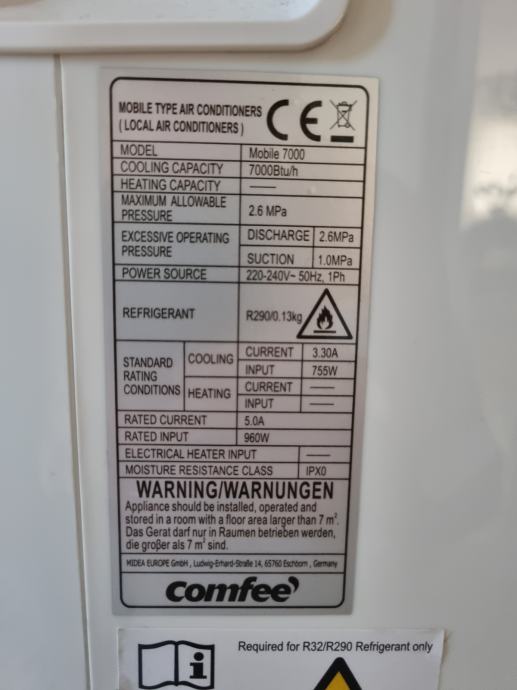 MOBILE TYPE AIR CONDITIONERS
( LOCAL AIR CONDITIONERS )
CE
MODEL Mobile 7000
COOLING CAPACITY 7000Btu/h
HEATING CAPACITY ——
MAXIMUM ALLOWABLE
PRESSURE 2.6 MPa
EXCESSIVE OPERATING
PRESSURE DISCHARGE 2.6MPa
SUCTION 1.0MPa
POWER SOURCE 220-240V~ 50Hz, 1Ph
REFRIGERANT R290/0.13kg
STANDARD
RATING
CONDITIONS
COOLING CURRENT 3.30A
INPUT 755W
HEATING CURRENT ——
INPUT ——
RATED CURRENT 5.0A
RATED INPUT 960W
ELECTRICAL HEATER INPUT ——
MOISTURE RESISTANCE CLASS IPX0
WARNING/WARNUNGEN
Appliance should be installed, operated and
stored in a room with a floor area larger than 7 m².
Das Gerat darf nur in Raumen betrieben werden,
die großer als 7 m² sind.
MIDEA EUROPE GmbH , Ludwig-Erhard-Straße 14, 65760 Eschborn , Germany
comfee'
Required for R32/R290 Refrigerant only